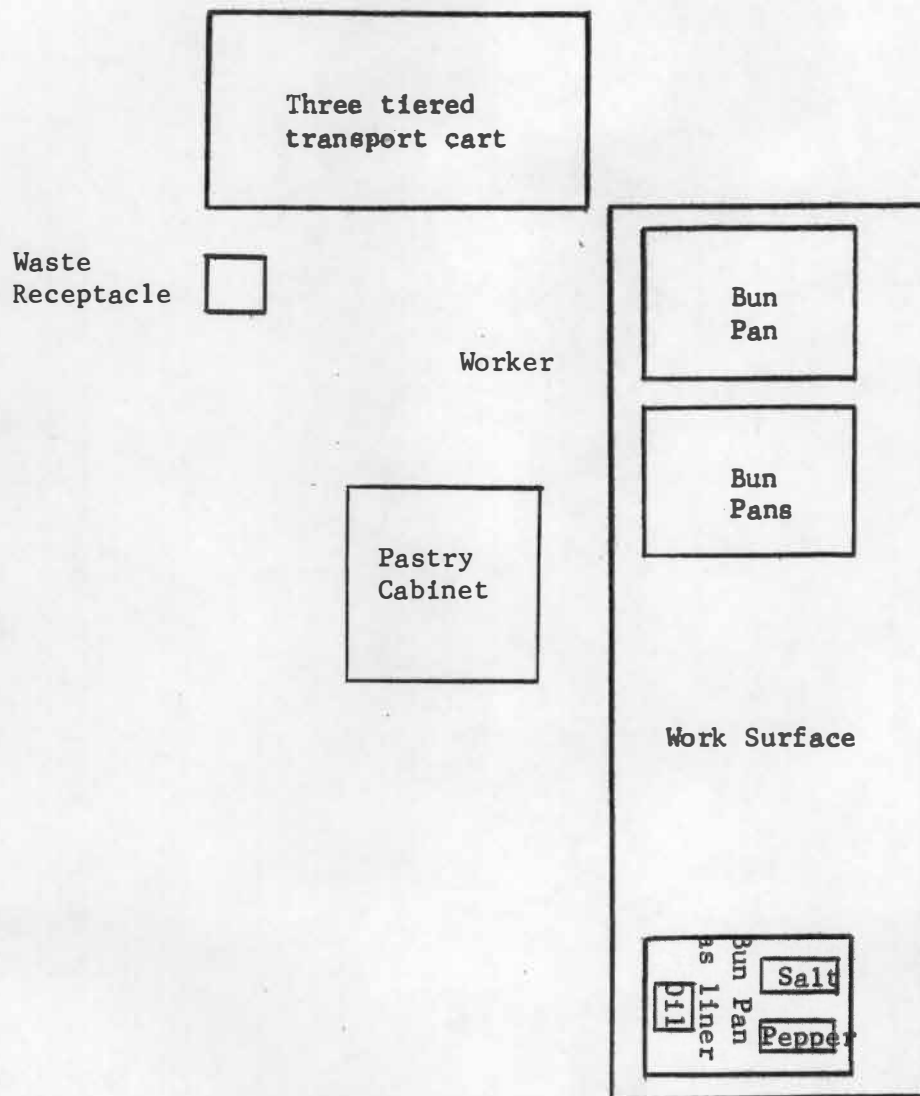 Three tiered
transport cart
Waste
Receptacle
Bun
Pan
Worker
Bun
Pans
Pastry
Cabinet
Work Surface
Bun Pan
as liner
Oil
Salt
Pepper